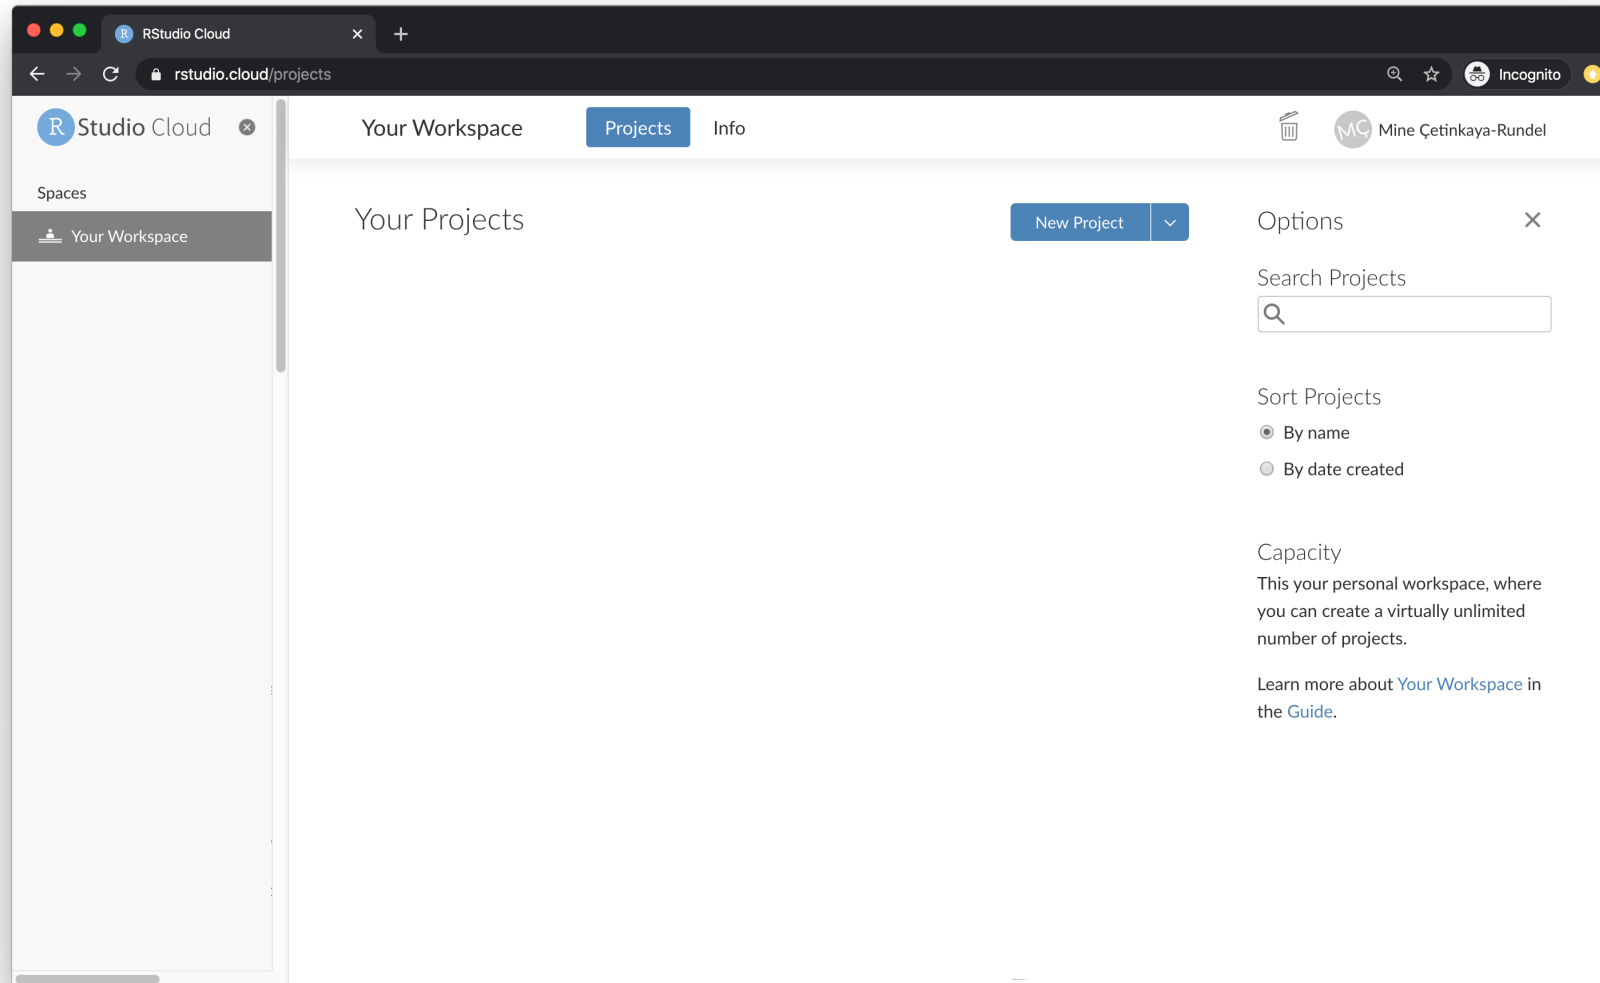 RStudio Cloud
rstudio.cloud/projects
Incognito
R Studio Cloud
Your Workspace
Projects
Info
MÇ
Mine Çetinkaya-Rundel
Spaces
Your Workspace
Your Projects
New Project
Options
Search Projects
Sort Projects
By name
By date created
Capacity
This your personal workspace, where
you can create a virtually unlimited
number of projects.
Learn more about Your Workspace in
the Guide.